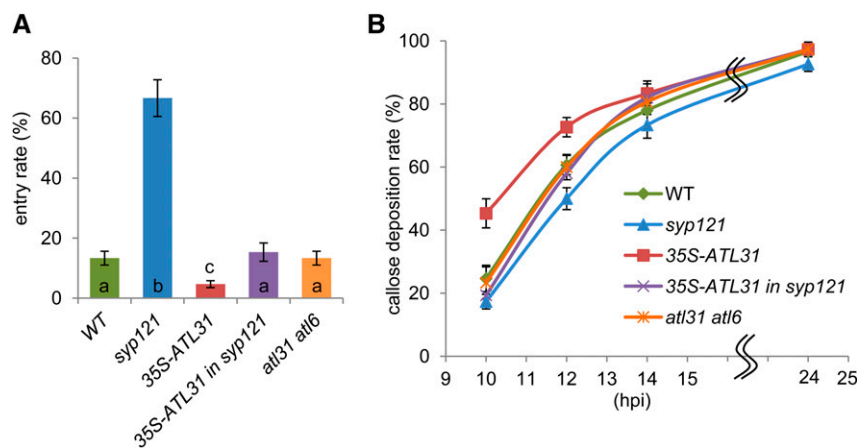 A
entry rate (%)
80
60
40
20
0
a
b
c
a
a
WT
syp121
35S-ATL31
35S-ATL31 in syp121
atl31 atl6
B
callose deposition rate (%)
100
80
60
40
20
0
WT
syp121
35S-ATL31
35S-ATL31 in syp121
atl31 atl6
9 10 11 12 13 14 15 24 25
(hpi)